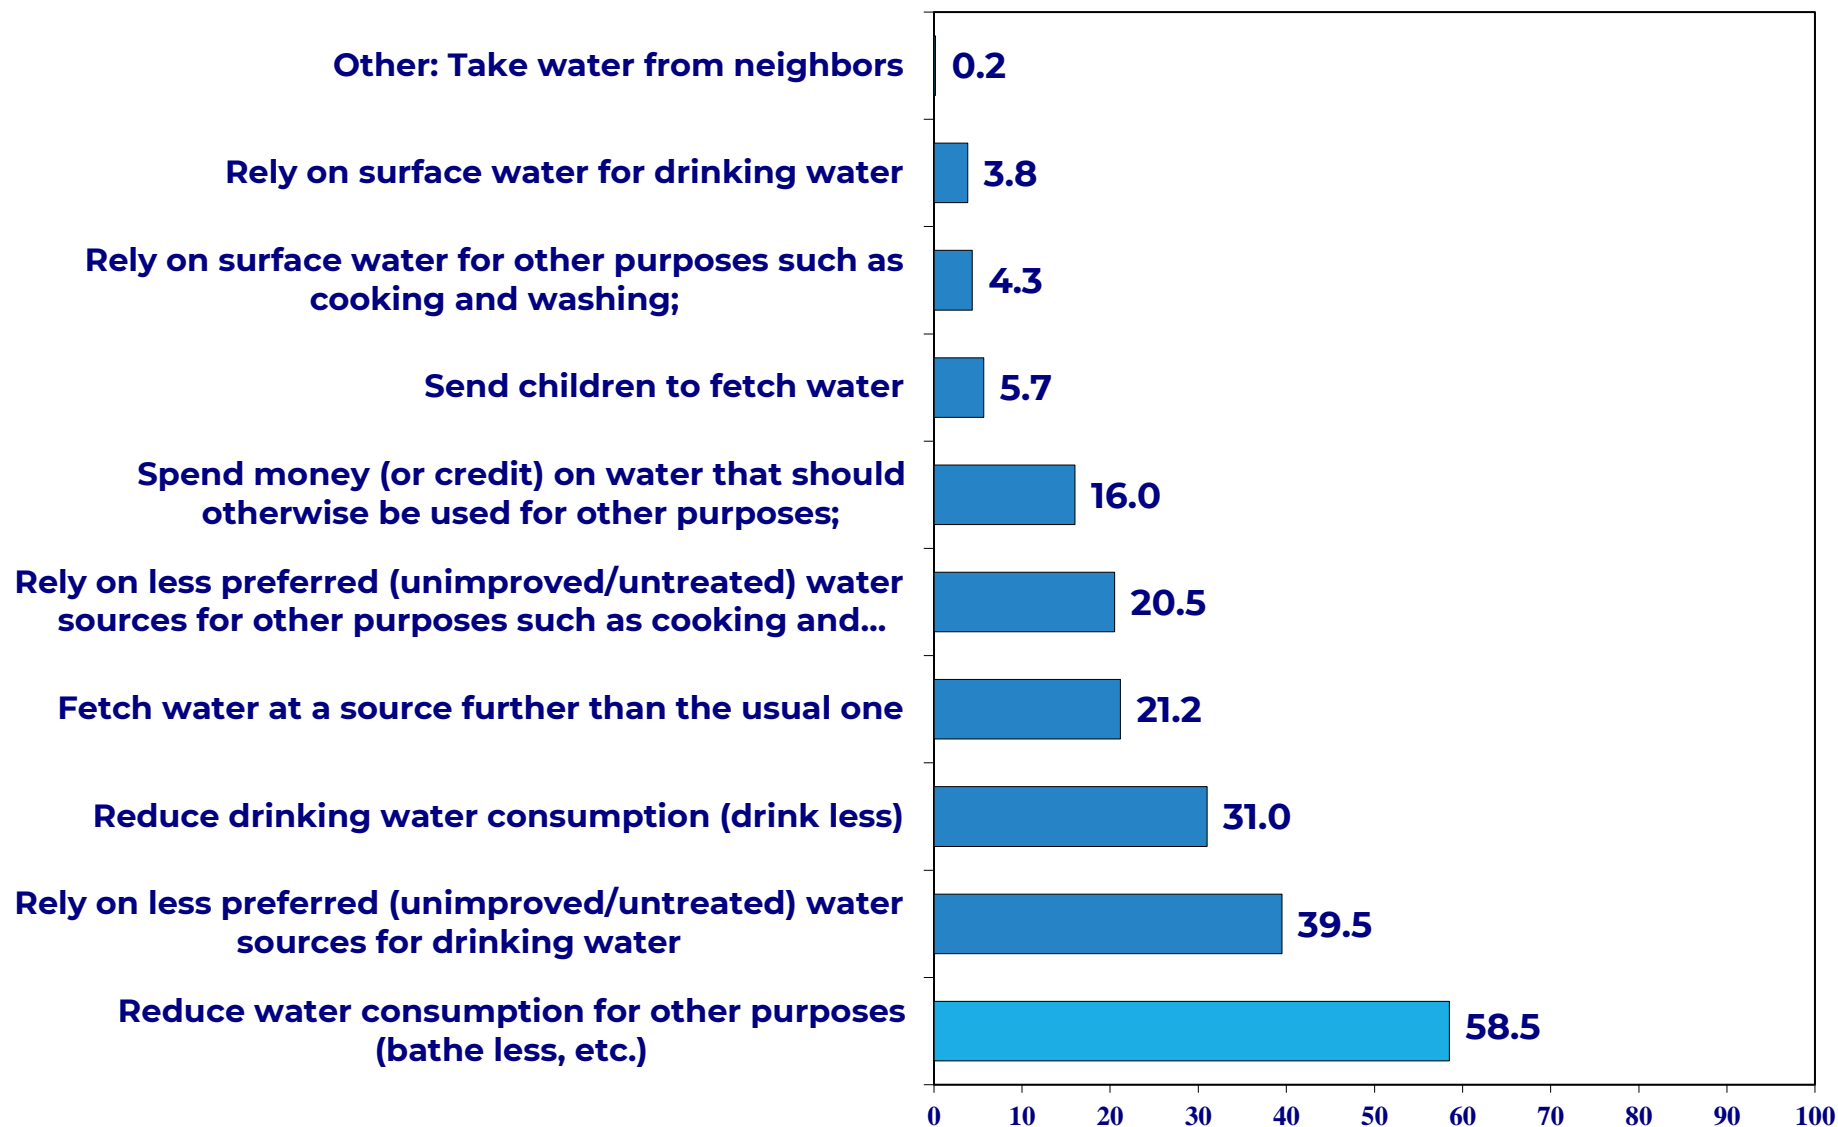 Other: Take water from neighbors
0.2
Rely on surface water for drinking water
3.8
Rely on surface water for other purposes such as
cooking and washing;
4.3
Send children to fetch water
5.7
Spend money (or credit) on water that should
otherwise be used for other purposes;
16.0
Rely on less preferred (unimproved/untreated) water
sources for other purposes such as cooking and...
20.5
Fetch water at a source further than the usual one
21.2
Reduce drinking water consumption (drink less)
31.0
Rely on less preferred (unimproved/untreated) water
sources for drinking water
39.5
Reduce water consumption for other purposes
(bathe less, etc.)
58.5
0 10 20 30 40 50 60 70 80 90 100